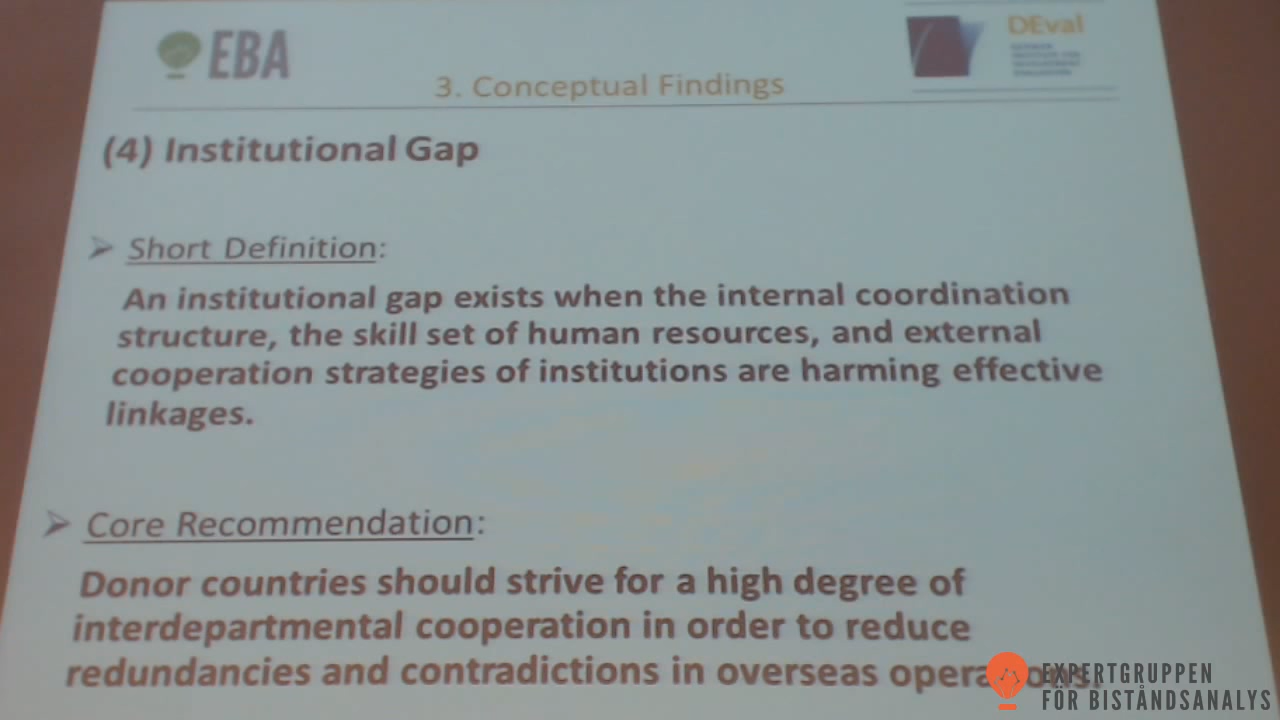 EBA
DEval
3. Conceptual Findings
(4) Institutional Gap
Short Definition:
An institutional gap exists when the internal coordination
structure, the skill set of human resources, and external
cooperation strategies of institutions are harming effective
linkages.
Core Recommendation:
Donor countries should strive for a high degree of
interdepartmental cooperation in order to reduce
redundancies and contradictions in overseas operations.
EXPERTGRUPPEN
FÖR BISTÅNDSANALYS